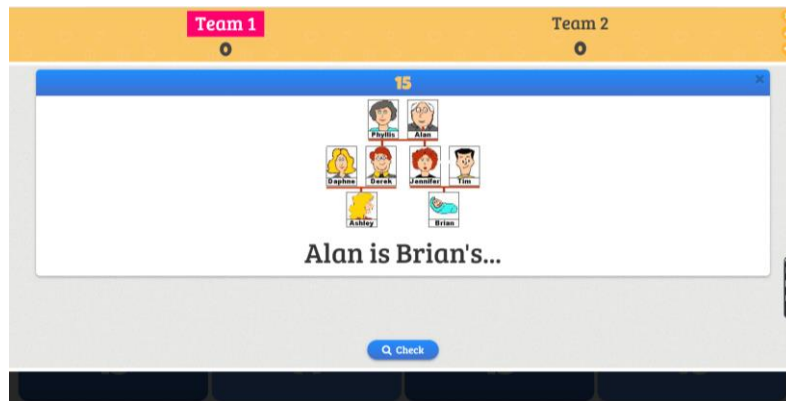 Team 1
Team 2
0
0
15
Phyllis Alan
Daphne Derek Jennifer Tim
Ashley Brian
Alan is Brian's...
Check